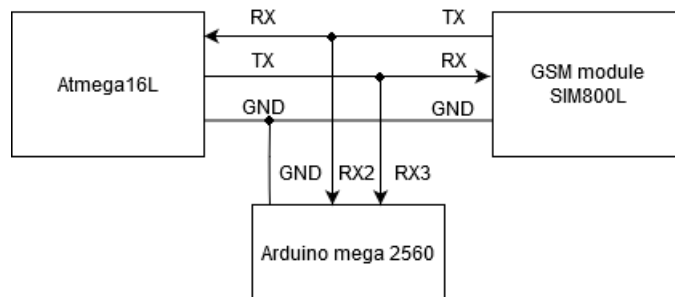 RX
TX
Atmega16L
TX
RX
GSM module
SIM800L
GND
GND
GND
RX2
RX3
Arduino mega 2560